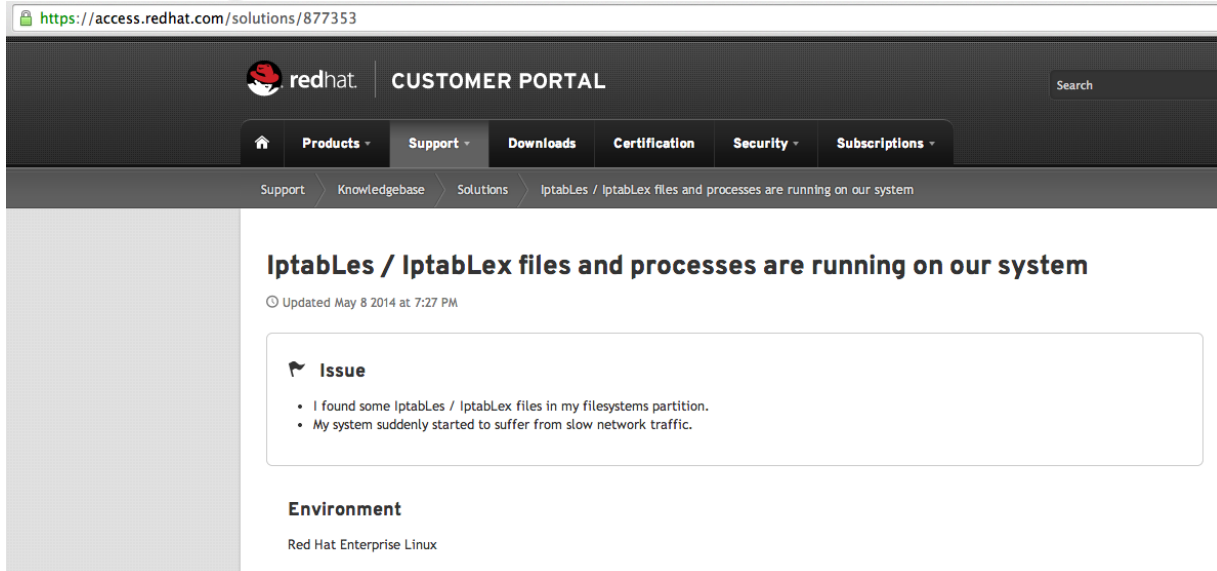 https://access.redhat.com/solutions/877353
redhat. CUSTOMER PORTAL
Search
Products Support Downloads Certification Security Subscriptions
Support Knowledgebase Solutions IptabLes / IptabLex files and processes are running on our system
IptabLes / IptabLex files and processes are running on our system
Updated May 8 2014 at 7:27 PM
Issue
• I found some IptabLes / IptabLex files in my filesystems partition.
• My system suddenly started to suffer from slow network traffic.
Environment
Red Hat Enterprise Linux